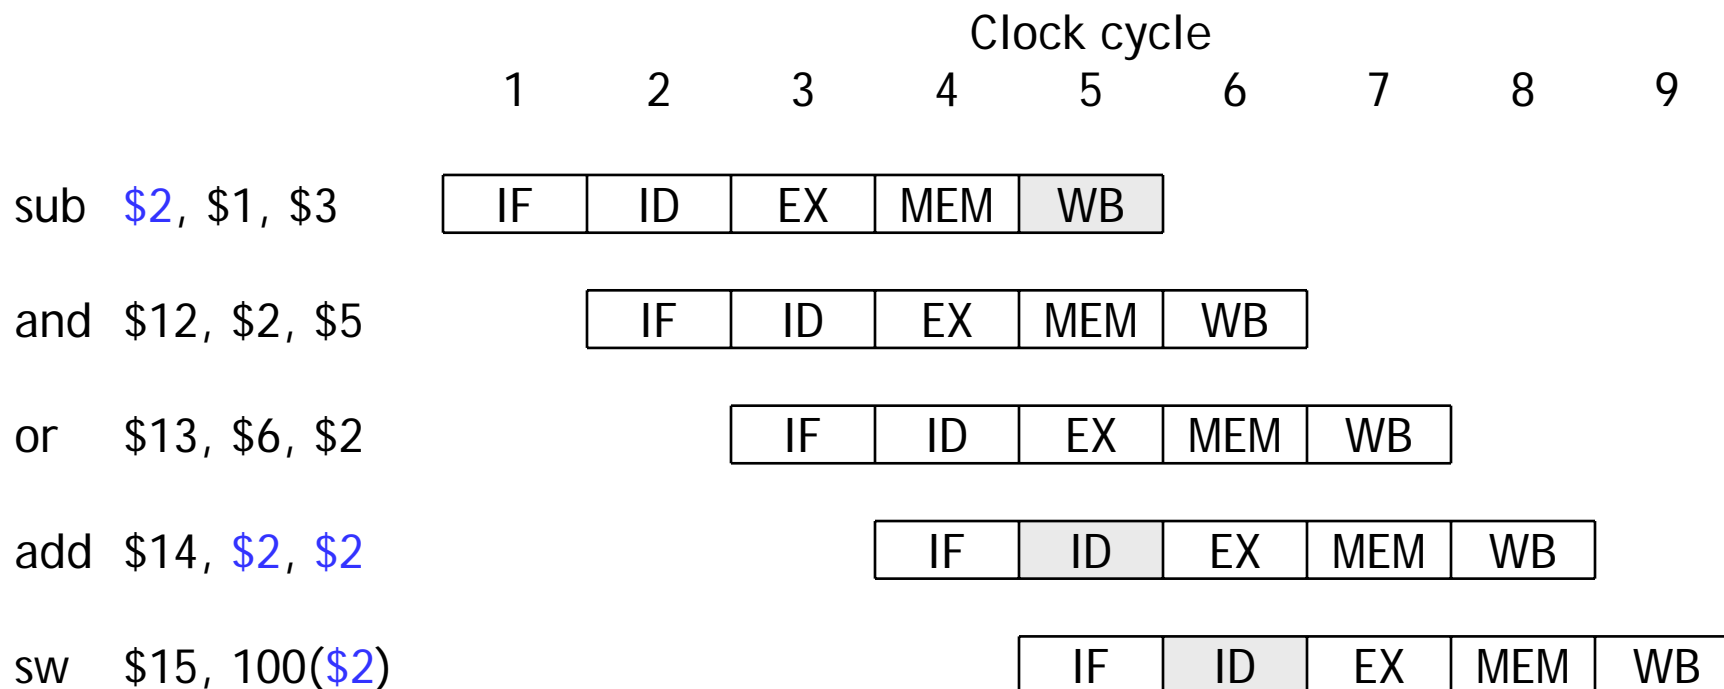 Clock cycle
1 2 3 4 5 6 7 8 9
sub $2, $1, $3 IF ID EX MEM WB
and $12, $2, $5 IF ID EX MEM WB
or $13, $6, $2 IF ID EX MEM WB
add $14, $2, $2 IF ID EX MEM WB
sw $15, 100($2) IF ID EX MEM WB